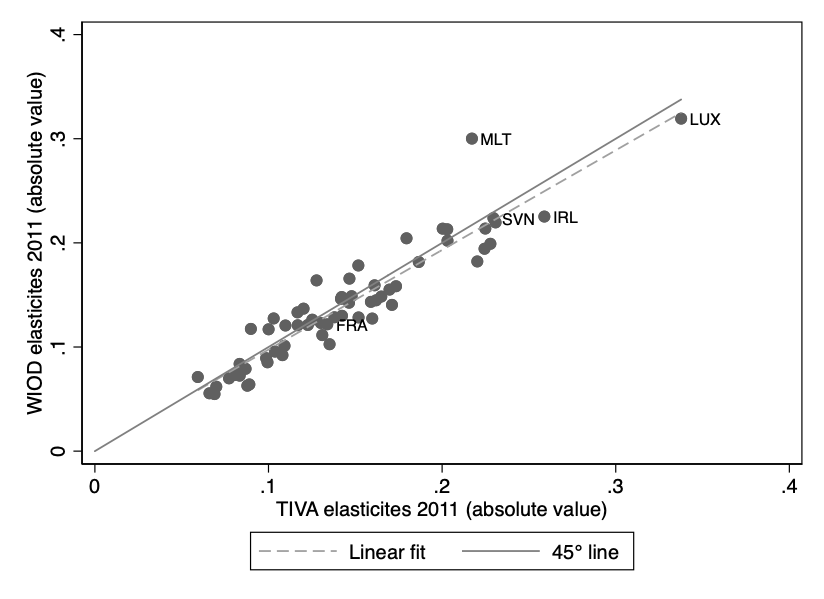 WIOD elasticites 2011 (absolute value)
.4
.3
.2
.1
0
MLT
LUX
SVN
IRL
FRA
0
.1
.2
.3
.4
TIVA elasticites 2011 (absolute value)
Linear fit
45° line